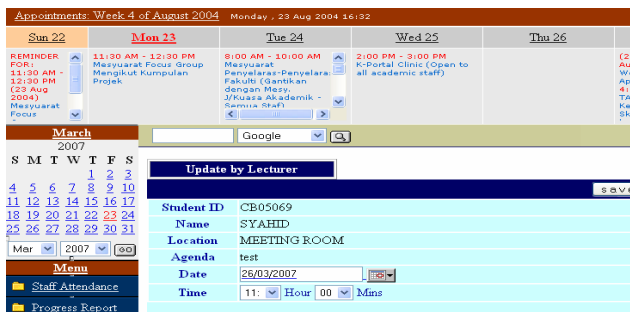 Appointments: Week 4 of August 2004 Monday , 23 Aug 2004 16:32
Sun 22 Mon 23 Tue 24 Wed 25 Thu 26
REMINDER
FOR:
11:30 AM -
12:30 PM
(23 Aug
2004)
Mesyuarat
Focus
11:30 AM - 12:30 PM
Mesyuarat Focus Group
Mengikut Kumpulan
Projek
8:00 AM - 10:00 AM
Mesyuarat
Penyelaras-Penyelara
Fakulti (Gantikan
dengan Mesy.
J/Kuasa Akademik -
Semua Staf)
2:00 PM - 3:00 PM
K-Portal Clinic (Open to
all academic staff)
March
2007
S M T W T F S
1 2 3
4 5 6 7 8 9 10
11 12 13 14 15 16 17
18 19 20 21 22 23 24
25 26 27 28 29 30 31
Mar 2007 GO
Menu
Staff Attendance
Progress Report
Google
Update by Lecturer
save
Student ID CB05069
Name SYAHID
Location MEETING ROOM
Agenda test
Date 26/03/2007
Time 11: Hour 00 Mins